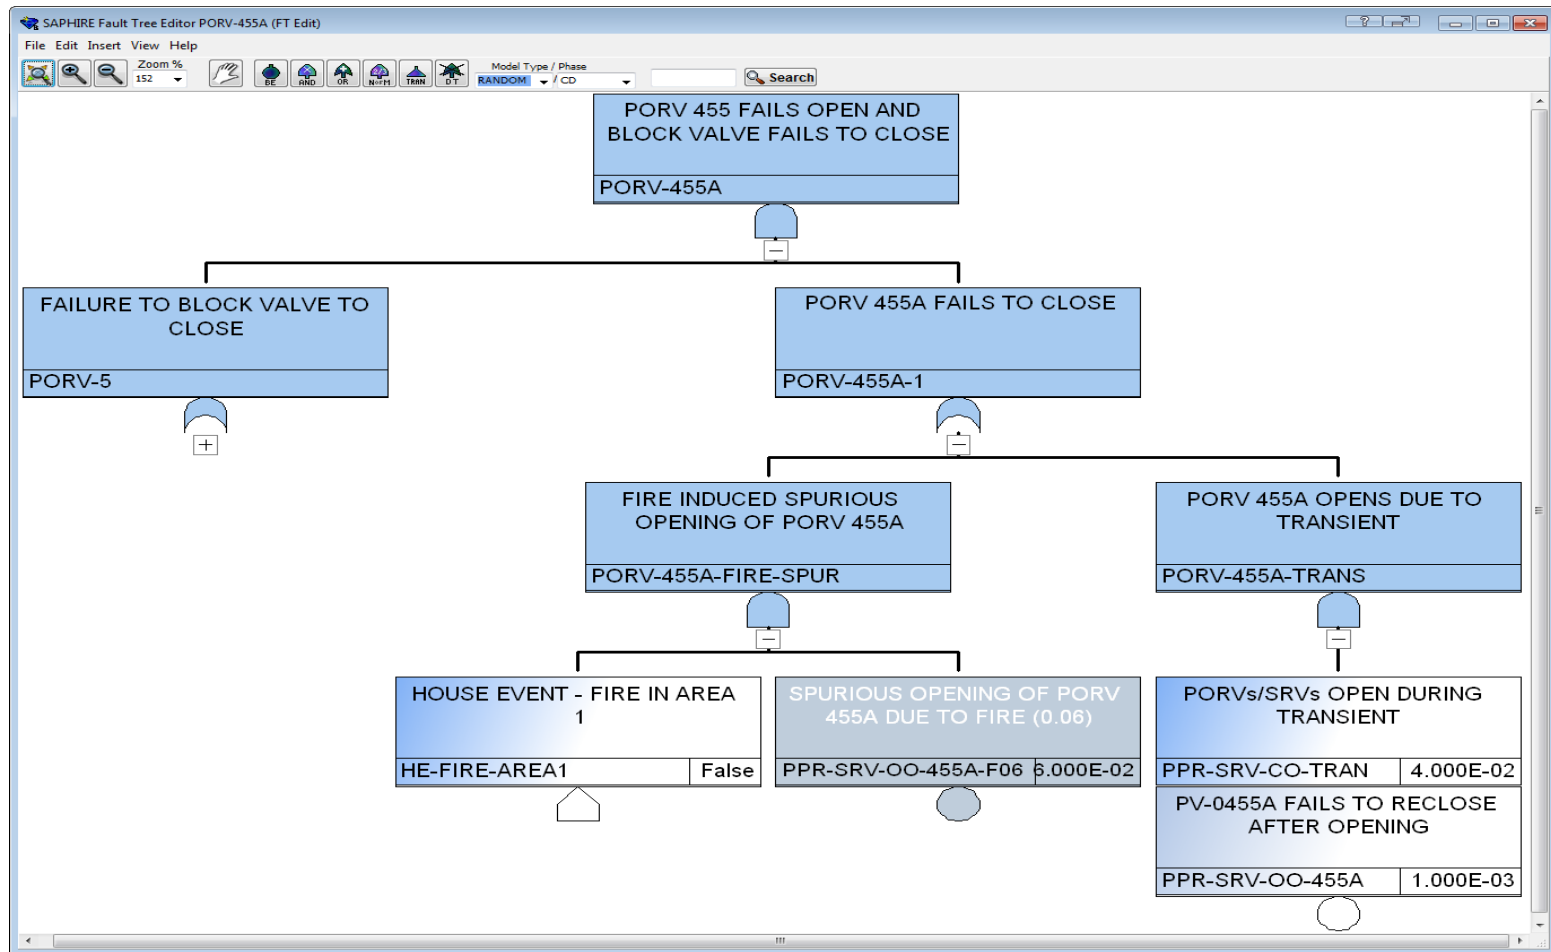 SAPHIRE Fault Tree Editor PORV-455A (FT Edit)
File Edit Insert View Help
Zoom %
152
BE
AND
OR
N or M
TRAN
D T
Model Type / Phase
RANDOM / CD
Search
PORV 455 FAILS OPEN AND
BLOCK VALVE FAILS TO CLOSE
PORV-455A
FAILURE TO BLOCK VALVE TO
CLOSE
PORV-5
PORV 455A FAILS TO CLOSE
PORV-455A-1
FIRE INDUCED SPURIOUS
OPENING OF PORV 455A
PORV-455A-FIRE-SPUR
PORV 455A OPENS DUE TO
TRANSIENT
PORV-455A-TRANS
HOUSE EVENT - FIRE IN AREA
1
HE-FIRE-AREA1 False
SPURIOUS OPENING OF PORV
455A DUE TO FIRE (0.06)
PPR-SRV-OO-455A-F06 6.000E-02
PORVs/SRVs OPEN DURING
TRANSIENT
PPR-SRV-CO-TRAN 4.000E-02
PV-0455A FAILS TO RECLOSE
AFTER OPENING
PPR-SRV-OO-455A 1.000E-03